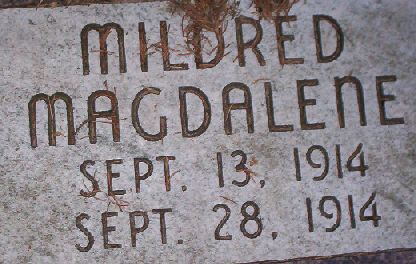 MILDRED
MAGDALENE
SEPT. 13, 1914
SEPT. 28, 1914